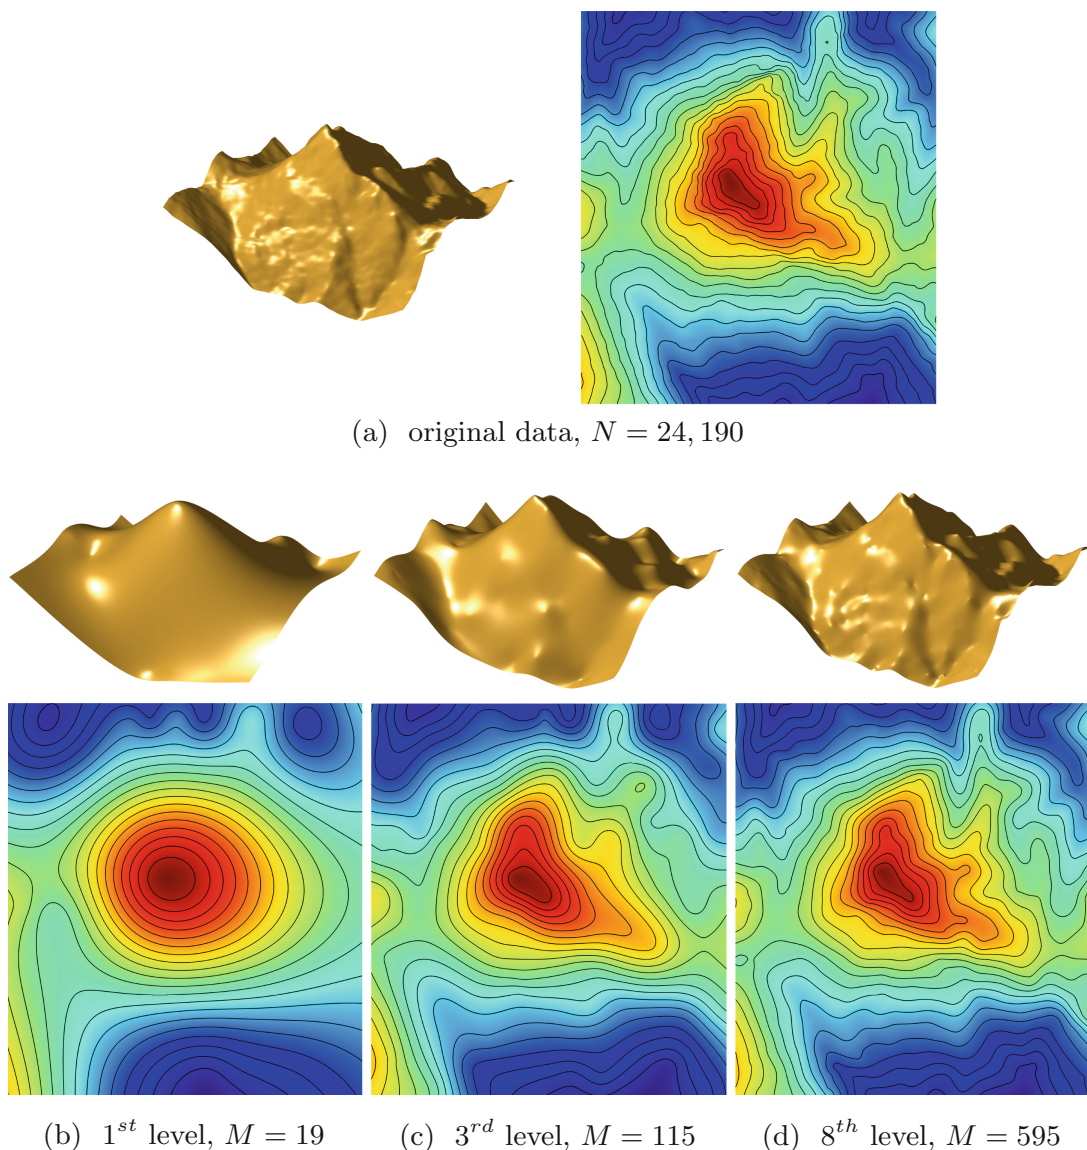 (a) original data, N = 24, 190
(b) 1st level, M = 19
(c) 3rd level, M = 115
(d) 8th level, M = 595